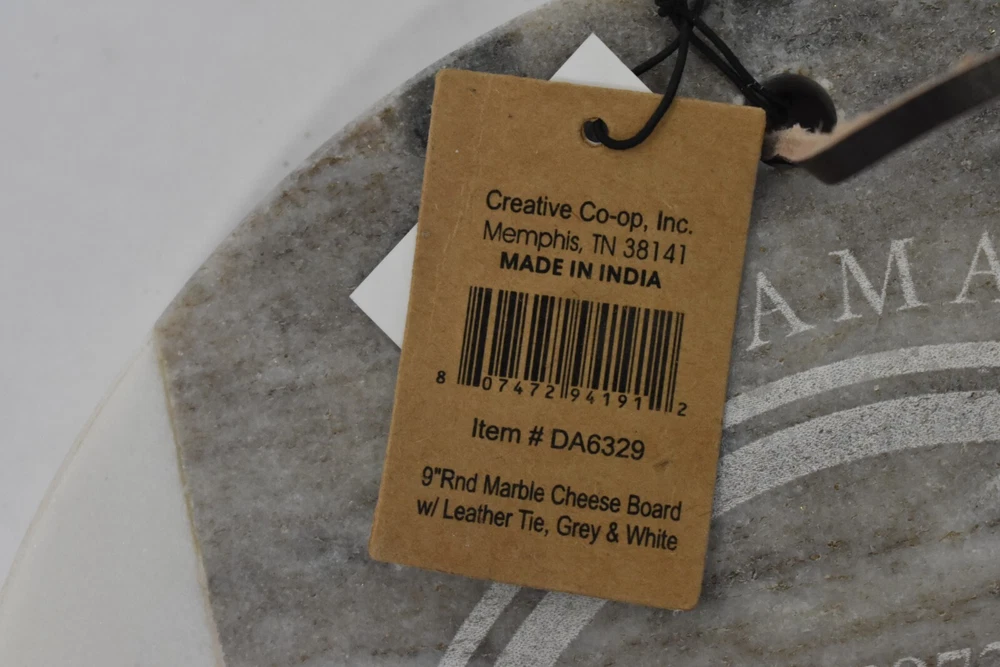 Creative Co-op, Inc.
Memphis, TN 38141
MADE IN INDIA
8 07472 94191 2
Item # DA6329
9"Rnd Marble Cheese Board
w/ Leather Tie, Grey & White
AMA